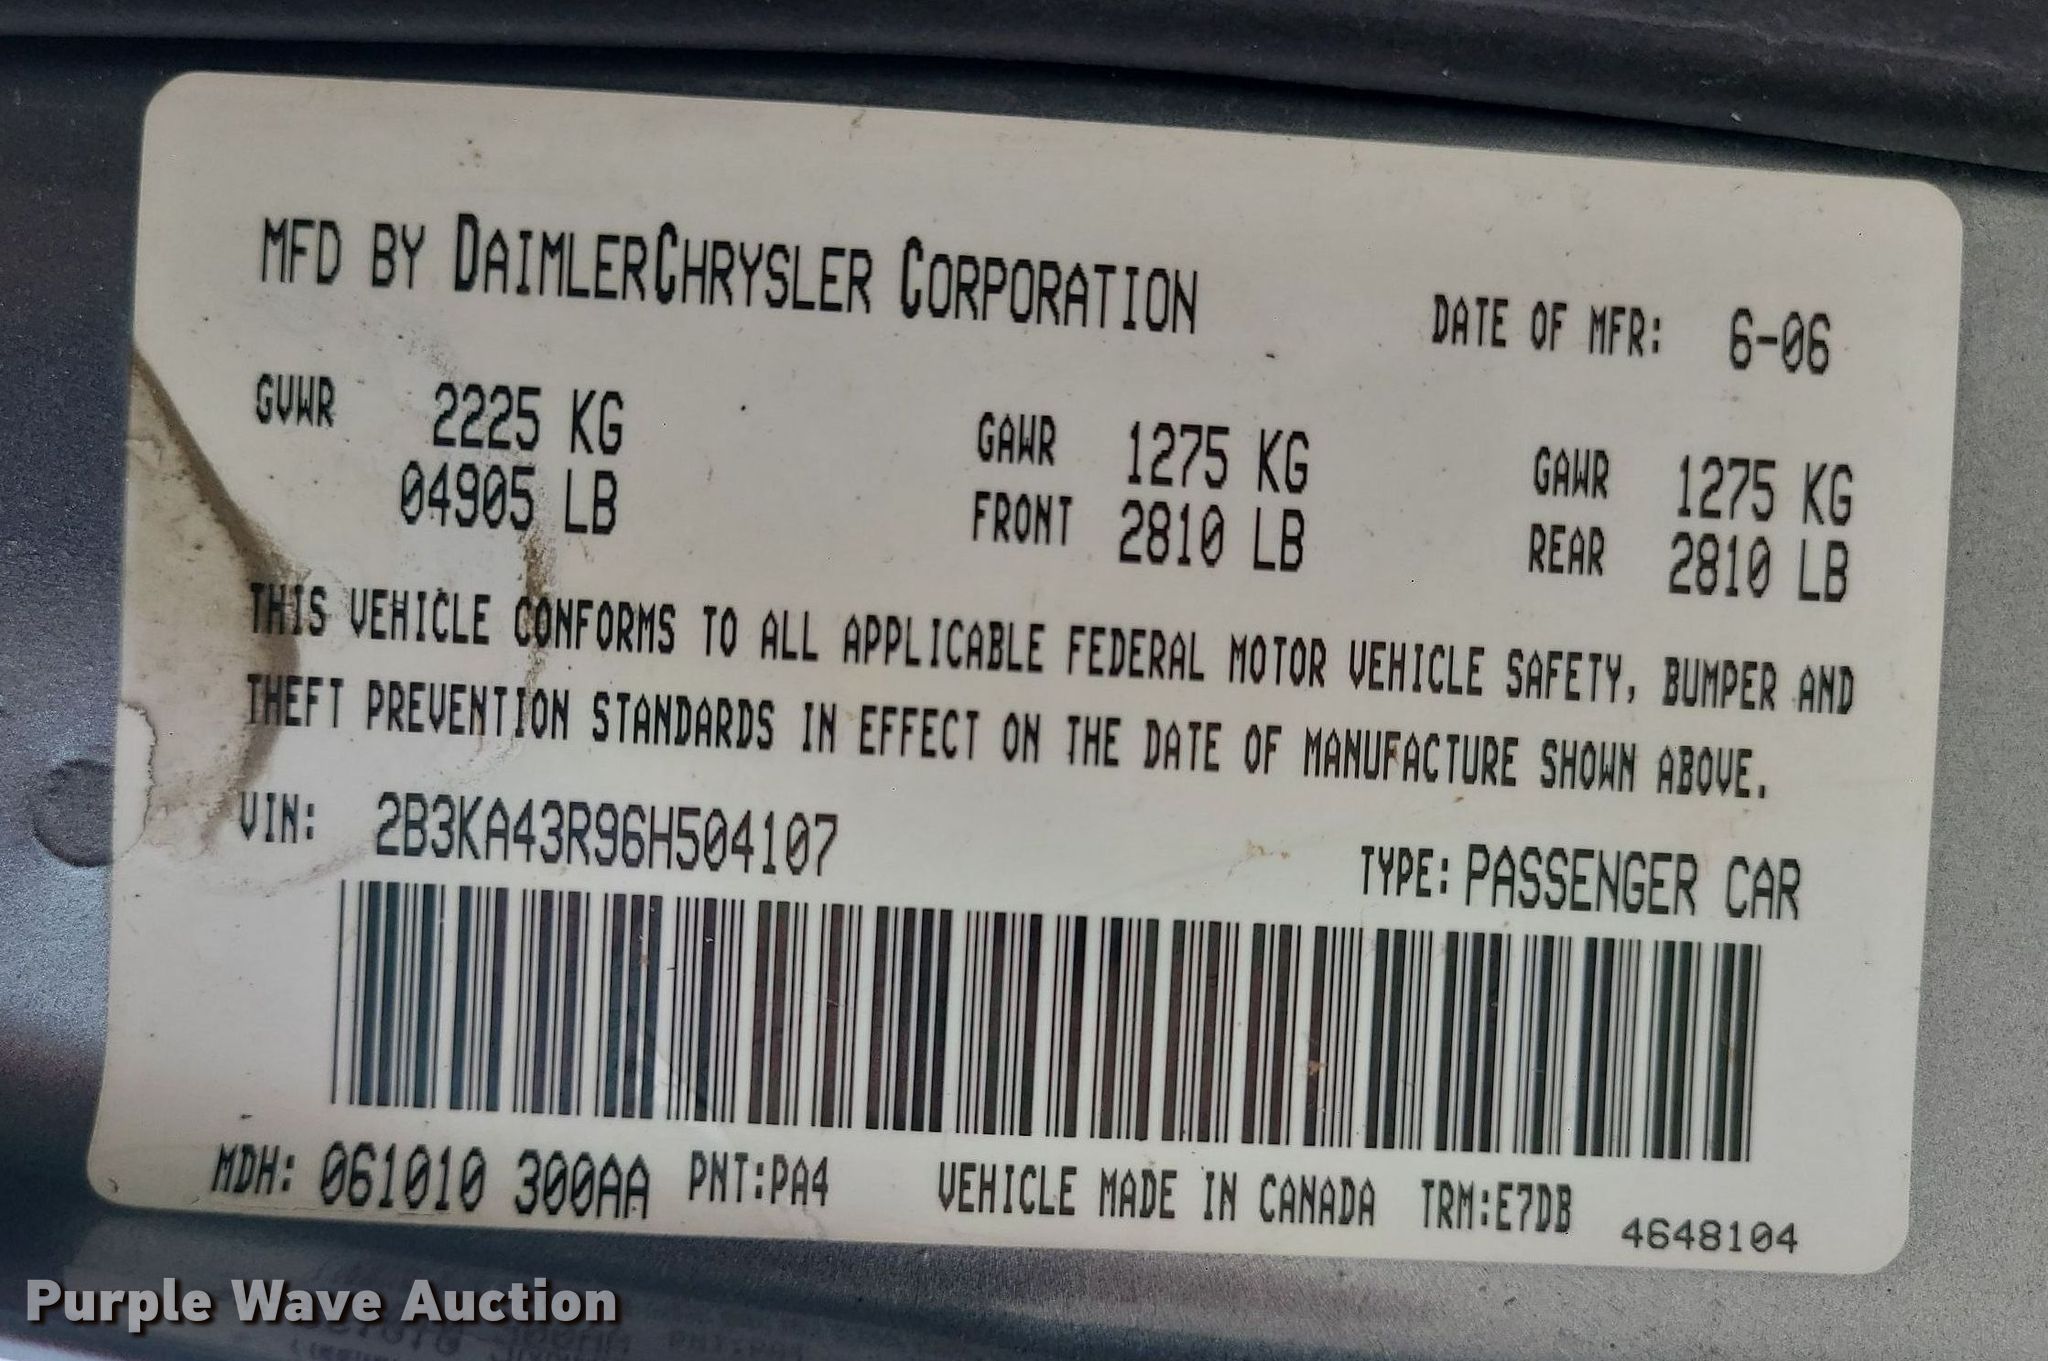 MFD BY DAIMLERCHRYSLER CORPORATION DATE OF MFR: 6-06
GVWR 2225 KG GAWR 1275 KG GAWR 1275 KG
04905 LB FRONT 2810 LB REAR 2810 LB
THIS VEHICLE CONFORMS TO ALL APPLICABLE FEDERAL MOTOR VEHICLE SAFETY, BUMPER AND
THEFT PREVENTION STANDARDS IN EFFECT ON THE DATE OF MANUFACTURE SHOWN ABOVE.
VIN: 2B3KA43R96H504107 TYPE: PASSENGER CAR
MDH: 061010 300AA PNT:PA4 VEHICLE MADE IN CANADA TRM:E7DB 4648104
Purple Wave Auction